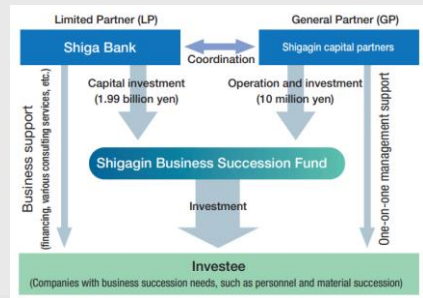 Limited Partner (LP)
General Partner (GP)
Shiga Bank
Shigagin capital partners
Coordination
Capital investment
(1.99 billion yen)
Operation and investment
(10 million yen)
Business support
(financing, various consulting services, etc.)
One-on-one management support
Shigagin Business Succession Fund
Investment
Investee
(Companies with business succession needs, such as personnel and material succession)